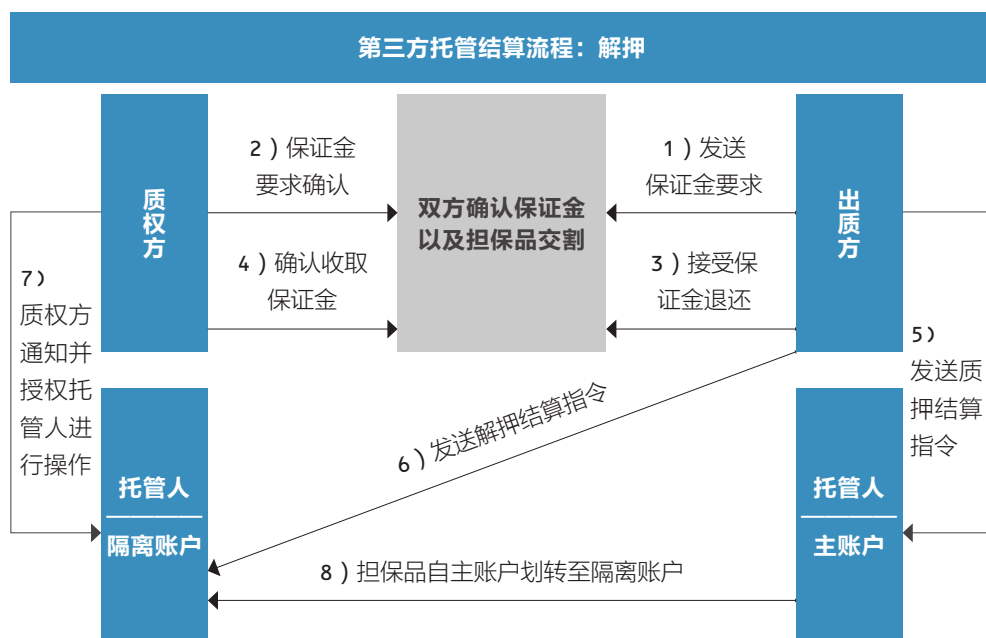 第三方托管结算流程：解押
质权方
2）保证金
要求确认
4）确认收取
保证金
双方确认保证金
以及担保品交割
1）发送
保证金要求
3）接受保
证金退还
出质方
7）
质权方
通知并
授权托
管人进
行操作
5）
发送质
押结算
指令
6）发送解押结算指令
托管人
隔离账户
托管人
主账户
8）担保品自主账户划转至隔离账户